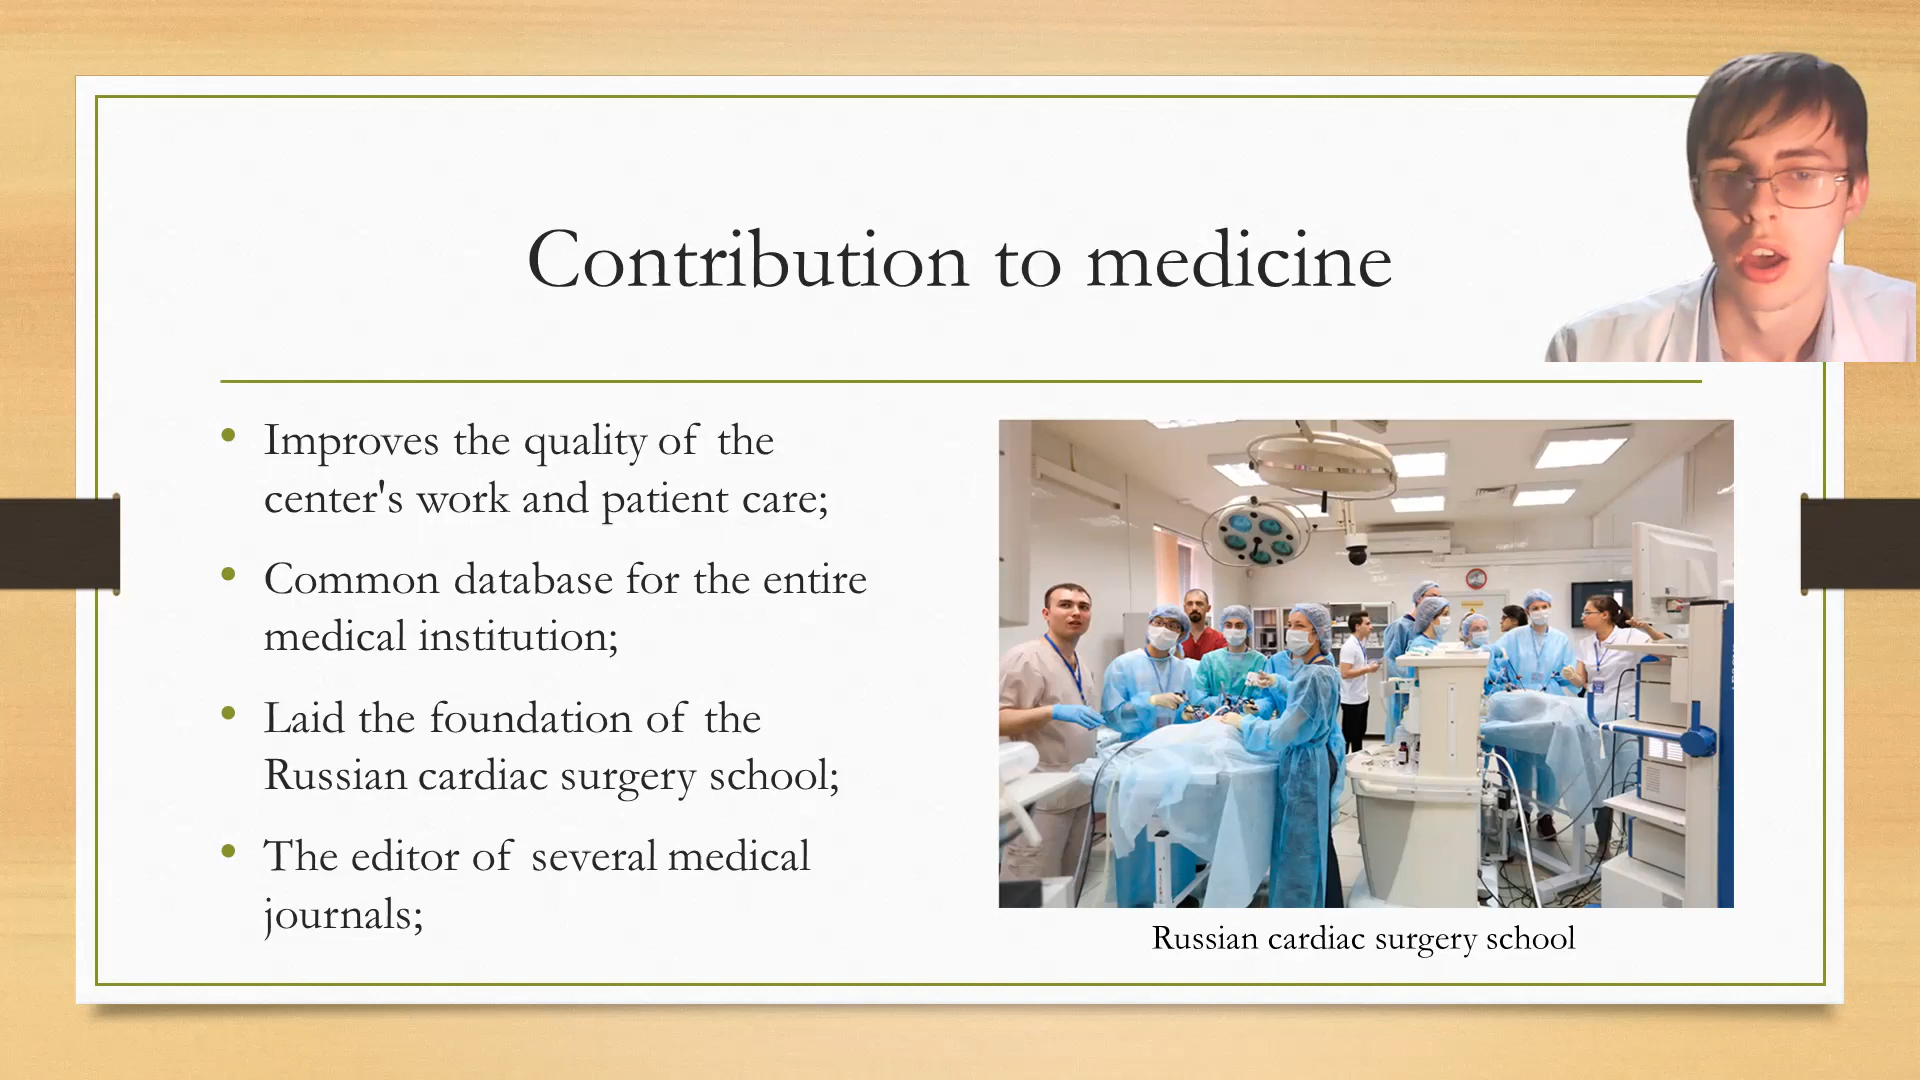 Contribution to medicine
• Improves the quality of the
center's work and patient care;
• Common database for the entire
medical institution;
• Laid the foundation of the
Russian cardiac surgery school;
• The editor of several medical
journals;
Russian cardiac surgery school